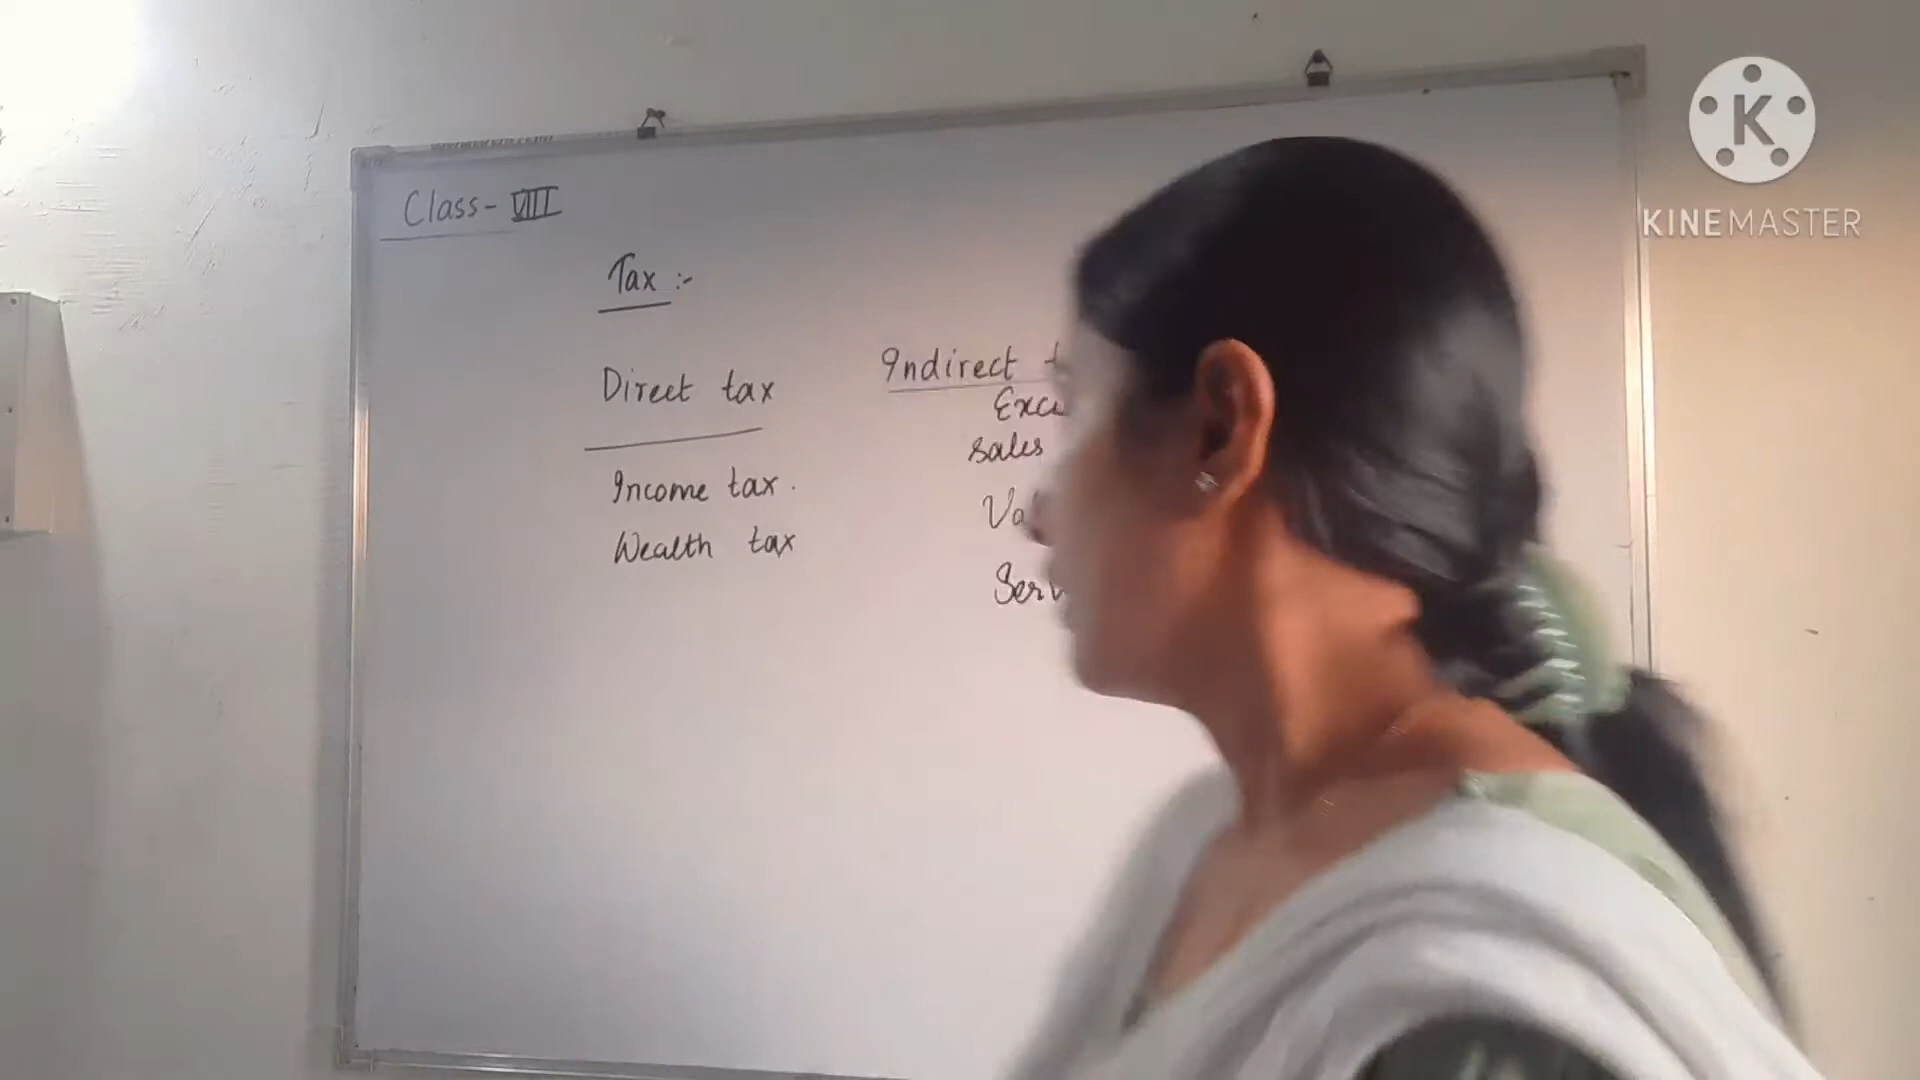 Class - VIII
Tax :-
Direct tax
Income tax.
Wealth tax
Indirect
sales
K
KINEMASTER